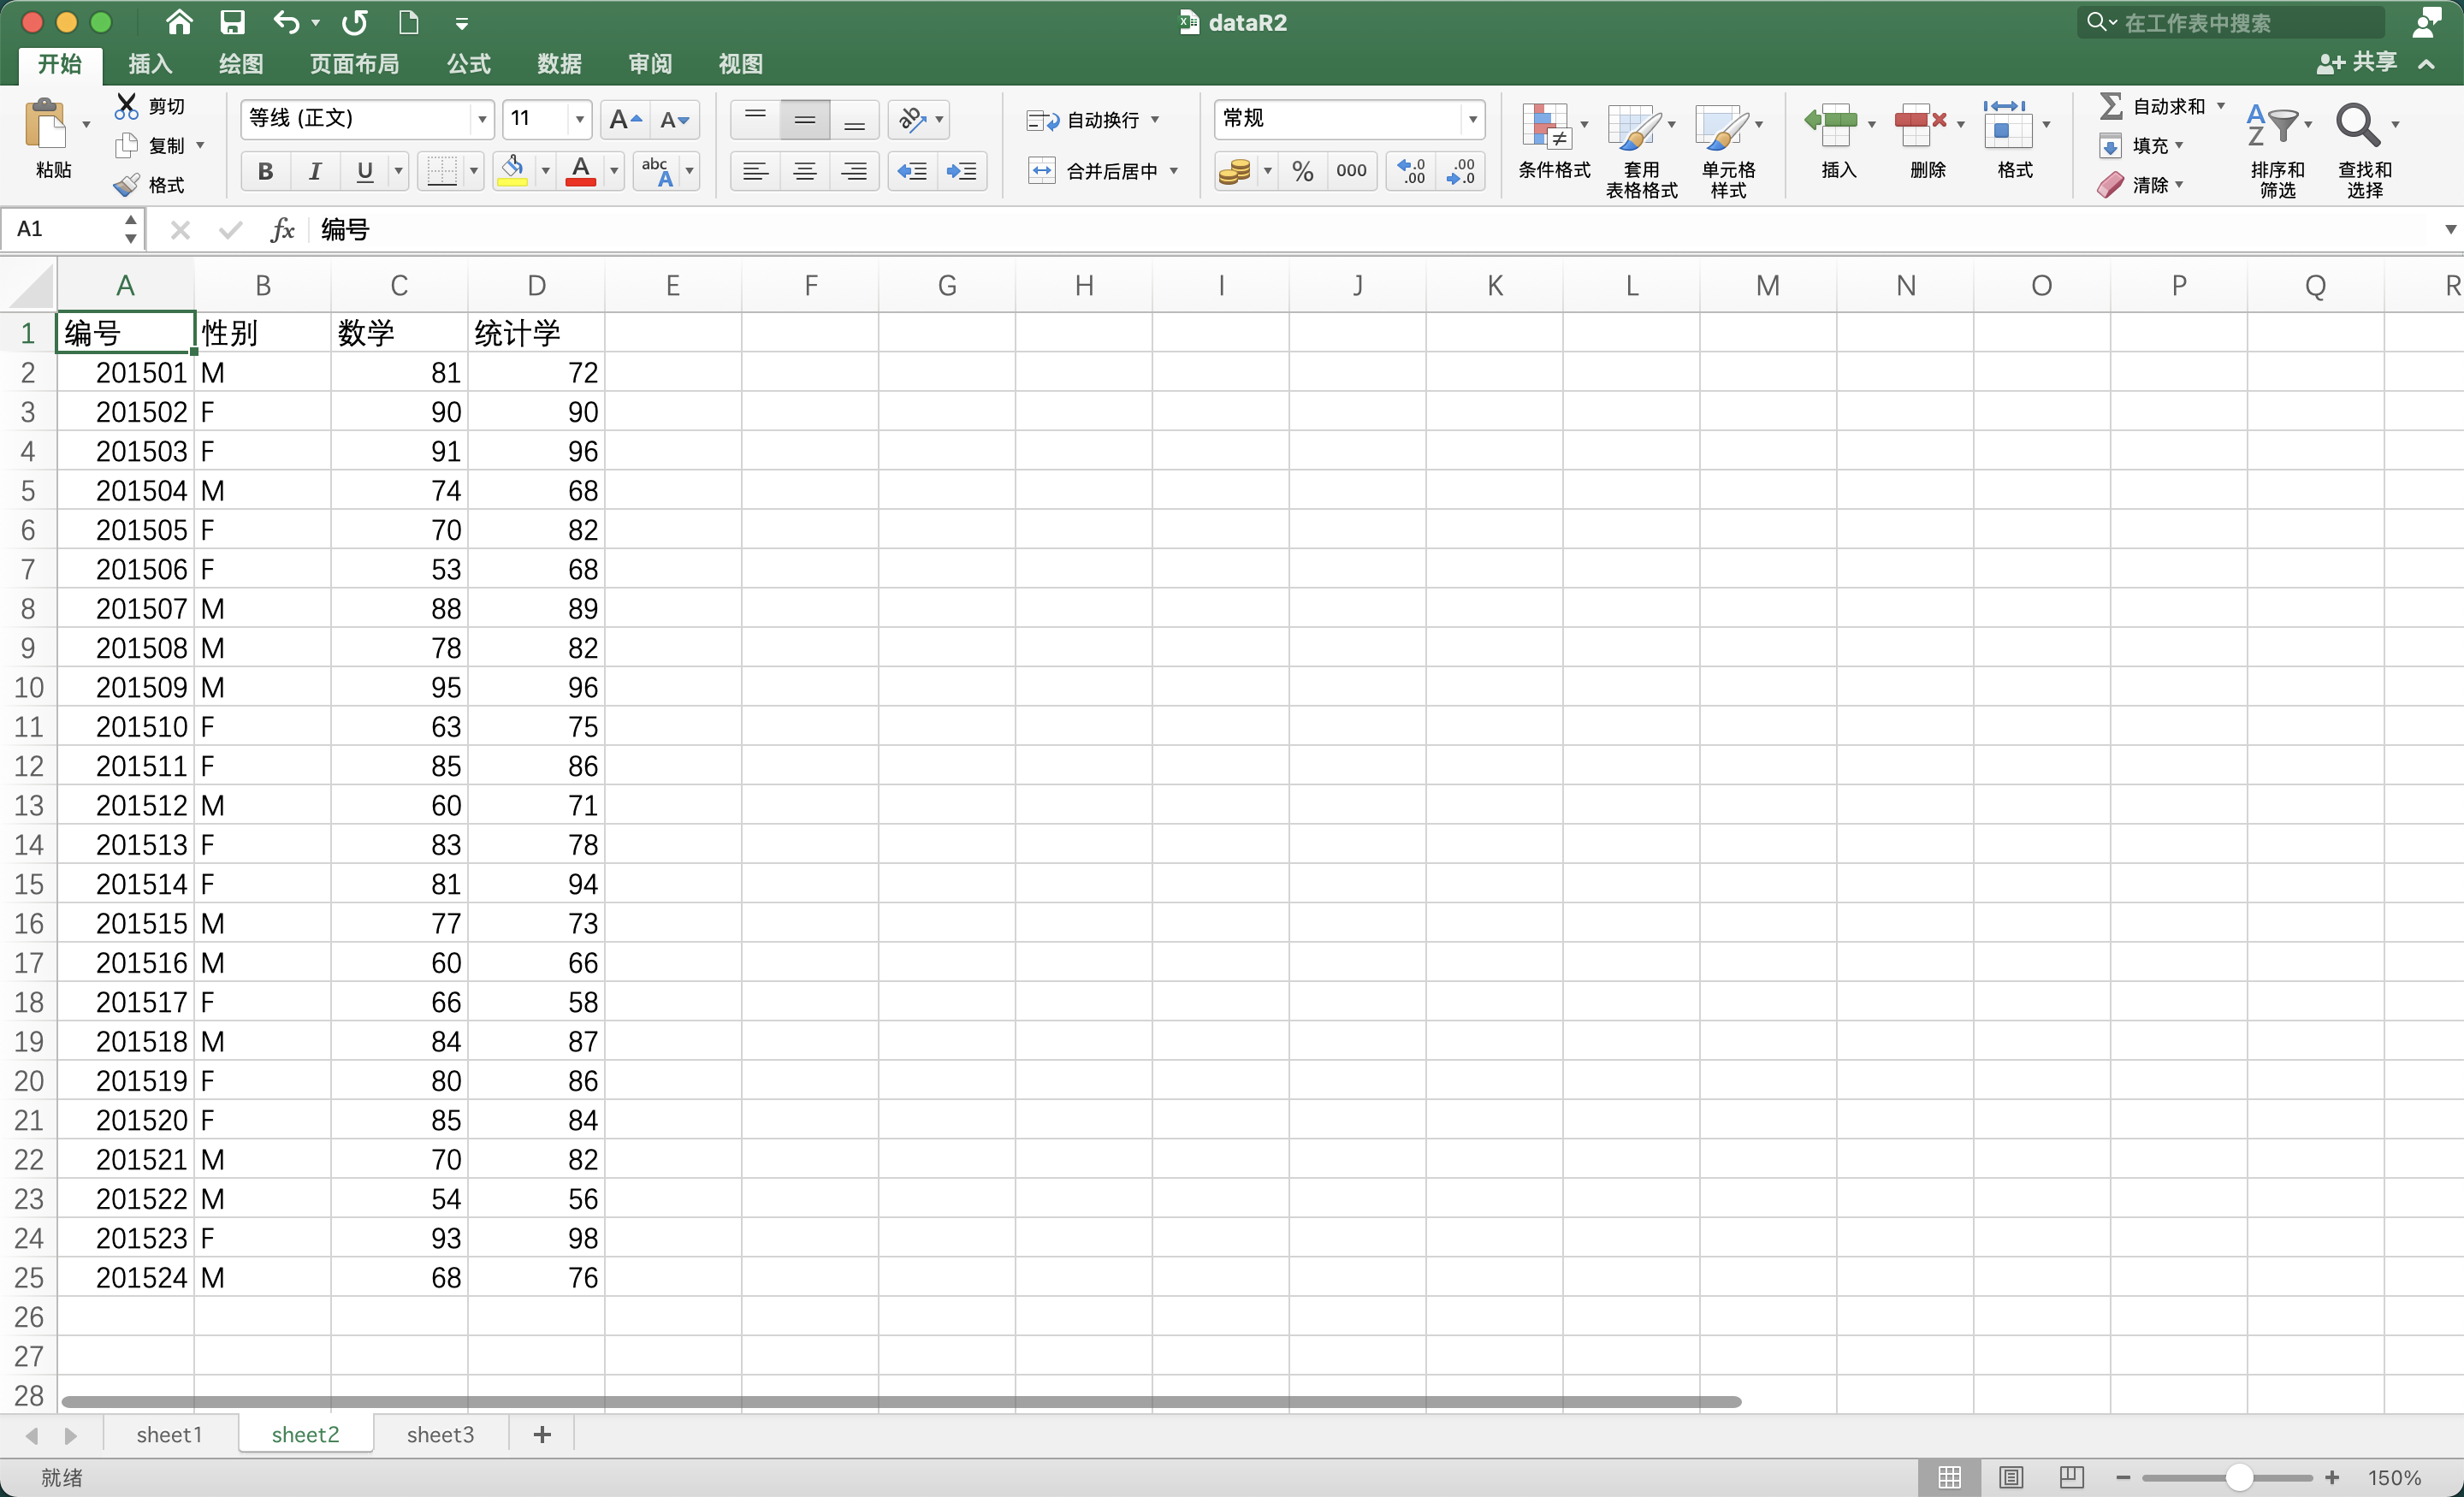 dataR2
在工作表中搜索
开始 插入 绘图 页面布局 公式 数据 审阅 视图 共享
粘贴 剪切 复制 格式
等线 (正文) 11 A A
B I U A abc A
ab 自动换行
合并后居中
常规
% 000 .0 .00 .00 .0
条件格式 套用 表格格式 单元格 样式
插入 删除 格式
自动求和 填充 清除
A Z 排序和 筛选 查找和 选择
A1 fx 编号
A B C D E F G H I J K L M N O P Q R
1 编号 性别 数学 统计学
2 201501 M 81 72
3 201502 F 90 90
4 201503 F 91 96
5 201504 M 74 68
6 201505 F 70 82
7 201506 F 53 68
8 201507 M 88 89
9 201508 M 78 82
10 201509 M 95 96
11 201510 F 63 75
12 201511 F 85 86
13 201512 M 60 71
14 201513 F 83 78
15 201514 F 81 94
16 201515 M 77 73
17 201516 M 60 66
18 201517 F 66 58
19 201518 M 84 87
20 201519 F 80 86
21 201520 F 85 84
22 201521 M 70 82
23 201522 M 54 56
24 201523 F 93 98
25 201524 M 68 76
26
27
28
sheet1 sheet2 sheet3 +
就绪 150%